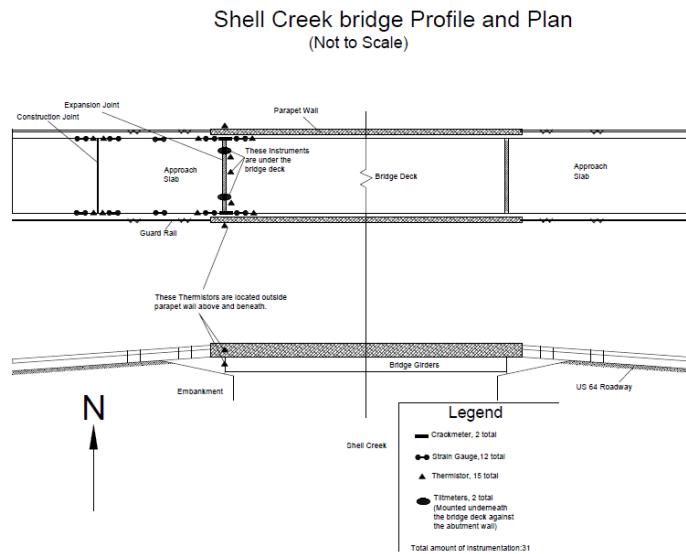 Shell Creek bridge Profile and Plan
(Not to Scale)
Expansion Joint
Construction Joint
Parapet Wall
Approach
Slab
These Instruments
are under the
bridge deck
Bridge Deck
Approach
Slab
Guard Rail
These Thermistors are located outside
parapet wall above and beneath.
Bridge Girders
Embankment
US 64 Roadway
N
Shell Creek
Legend
Crackmeter, 2 total
Strain Gauge,12 total
Thermistor, 15 total
Tiltmeters, 2 total
(Mounted underneath
the bridge deck against
the abutment wall)
Total amount of instrumentation:31